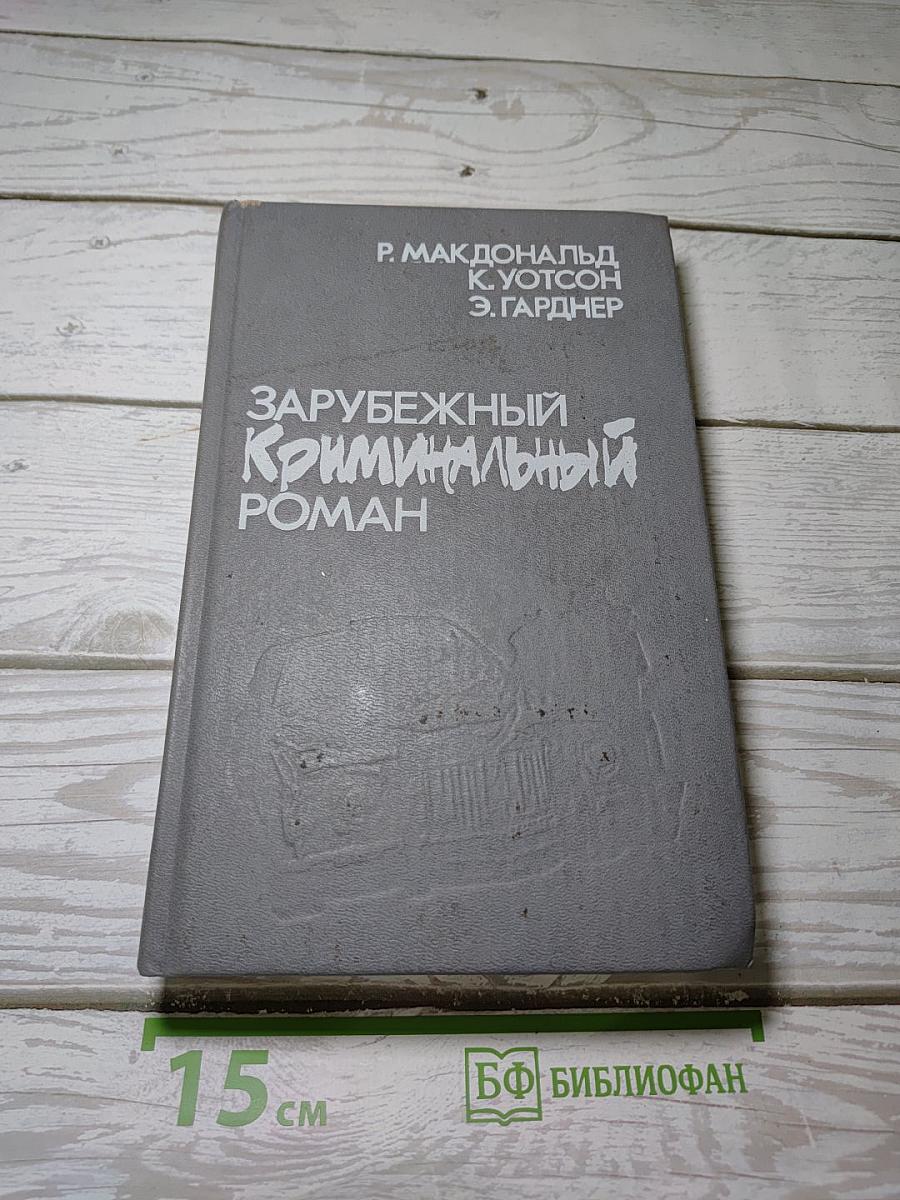 Р. МАКДОНАЛЬД
К. УОТСОН
Э. ГАРДНЕР
ЗАРУБЕЖНЫЙ
Криминальный
РОМАН
15 СМ
БФ БИБЛИОФАН